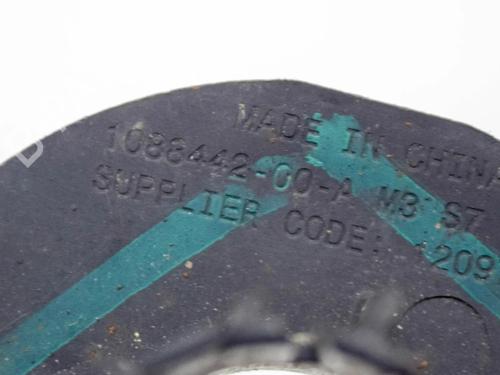 MADE IN CHINA
1088442-00-A M3 S7
SUPPLIER CODE: 1209